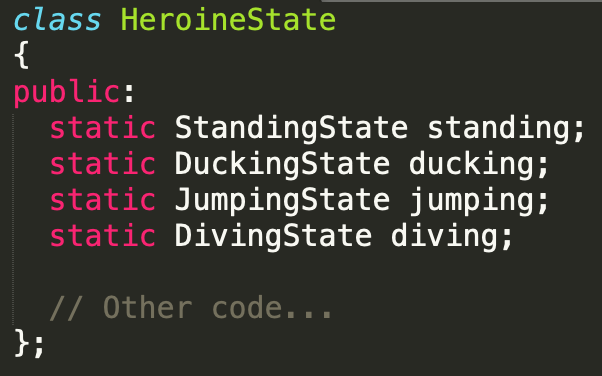 class HeroineState
{
public:
  static StandingState standing;
  static DuckingState ducking;
  static JumpingState jumping;
  static DivingState diving;

  // Other code...
};